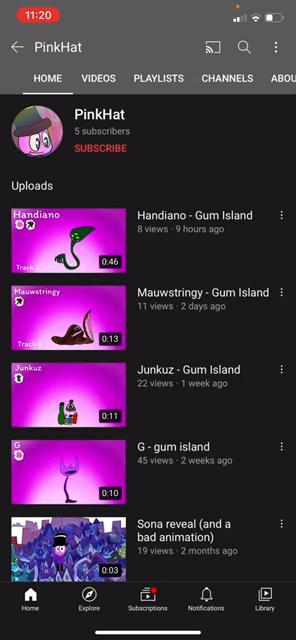 11:20
PinkHat
HOME VIDEOS PLAYLISTS CHANNELS ABOU
PinkHat
5 subscribers
SUBSCRIBE
Uploads
Handiano
Track 2
0:46
Handiano - Gum Island
8 views · 9 hours ago
Mauwstringy
0:13
Mauwstringy - Gum Island
11 views · 2 days ago
Junkuz
0:11
Junkuz - Gum Island
22 views · 1 week ago
G
0:10
G - gum island
45 views · 2 weeks ago
0:03
Sona reveal (and a
bad animation)
19 views · 2 months ago
Home Explore Subscriptions Notifications Library